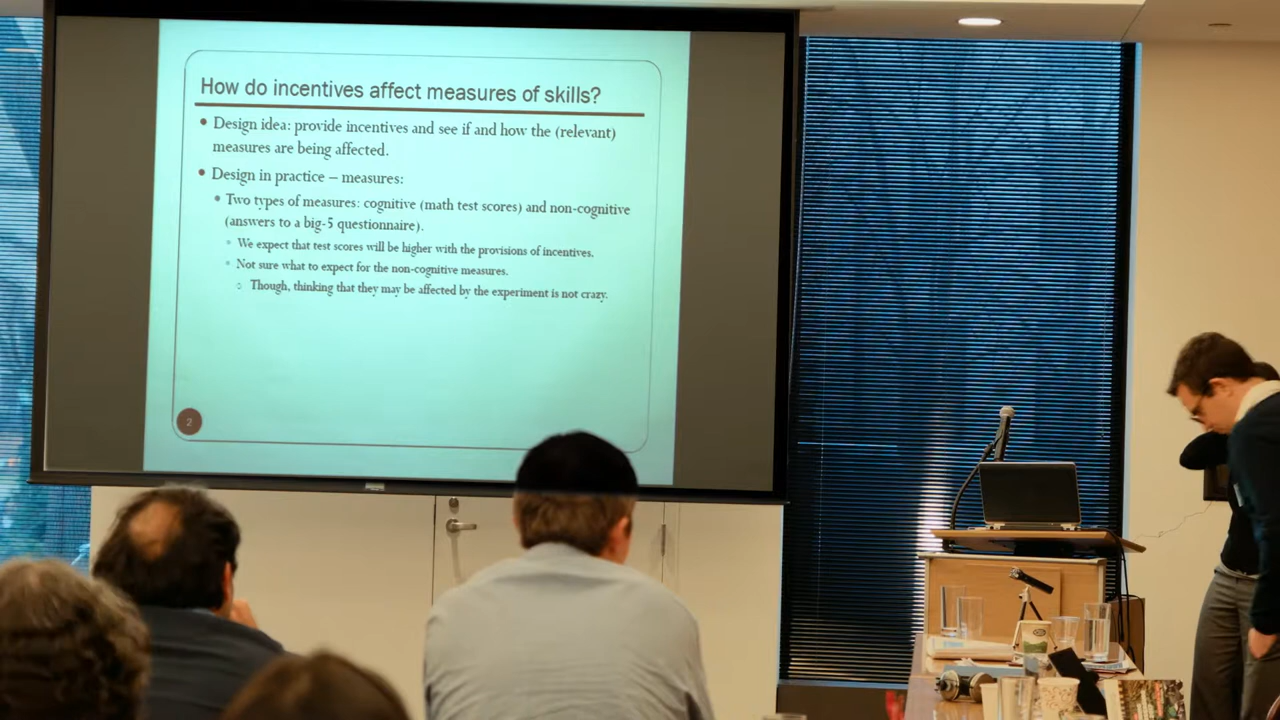 How do incentives affect measures of skills?
• Design idea: provide incentives and see if and how the (relevant)
measures are being affected.
• Design in practice – measures:
• Two types of measures: cognitive (math test scores) and non-cognitive
(answers to a big-5 questionnaire).
• We expect that test scores will be higher with the provisions of incentives.
• Not sure what to expect for the non-cognitive measures.
○ Though, thinking that they may be affected by the experiment is not crazy.
2